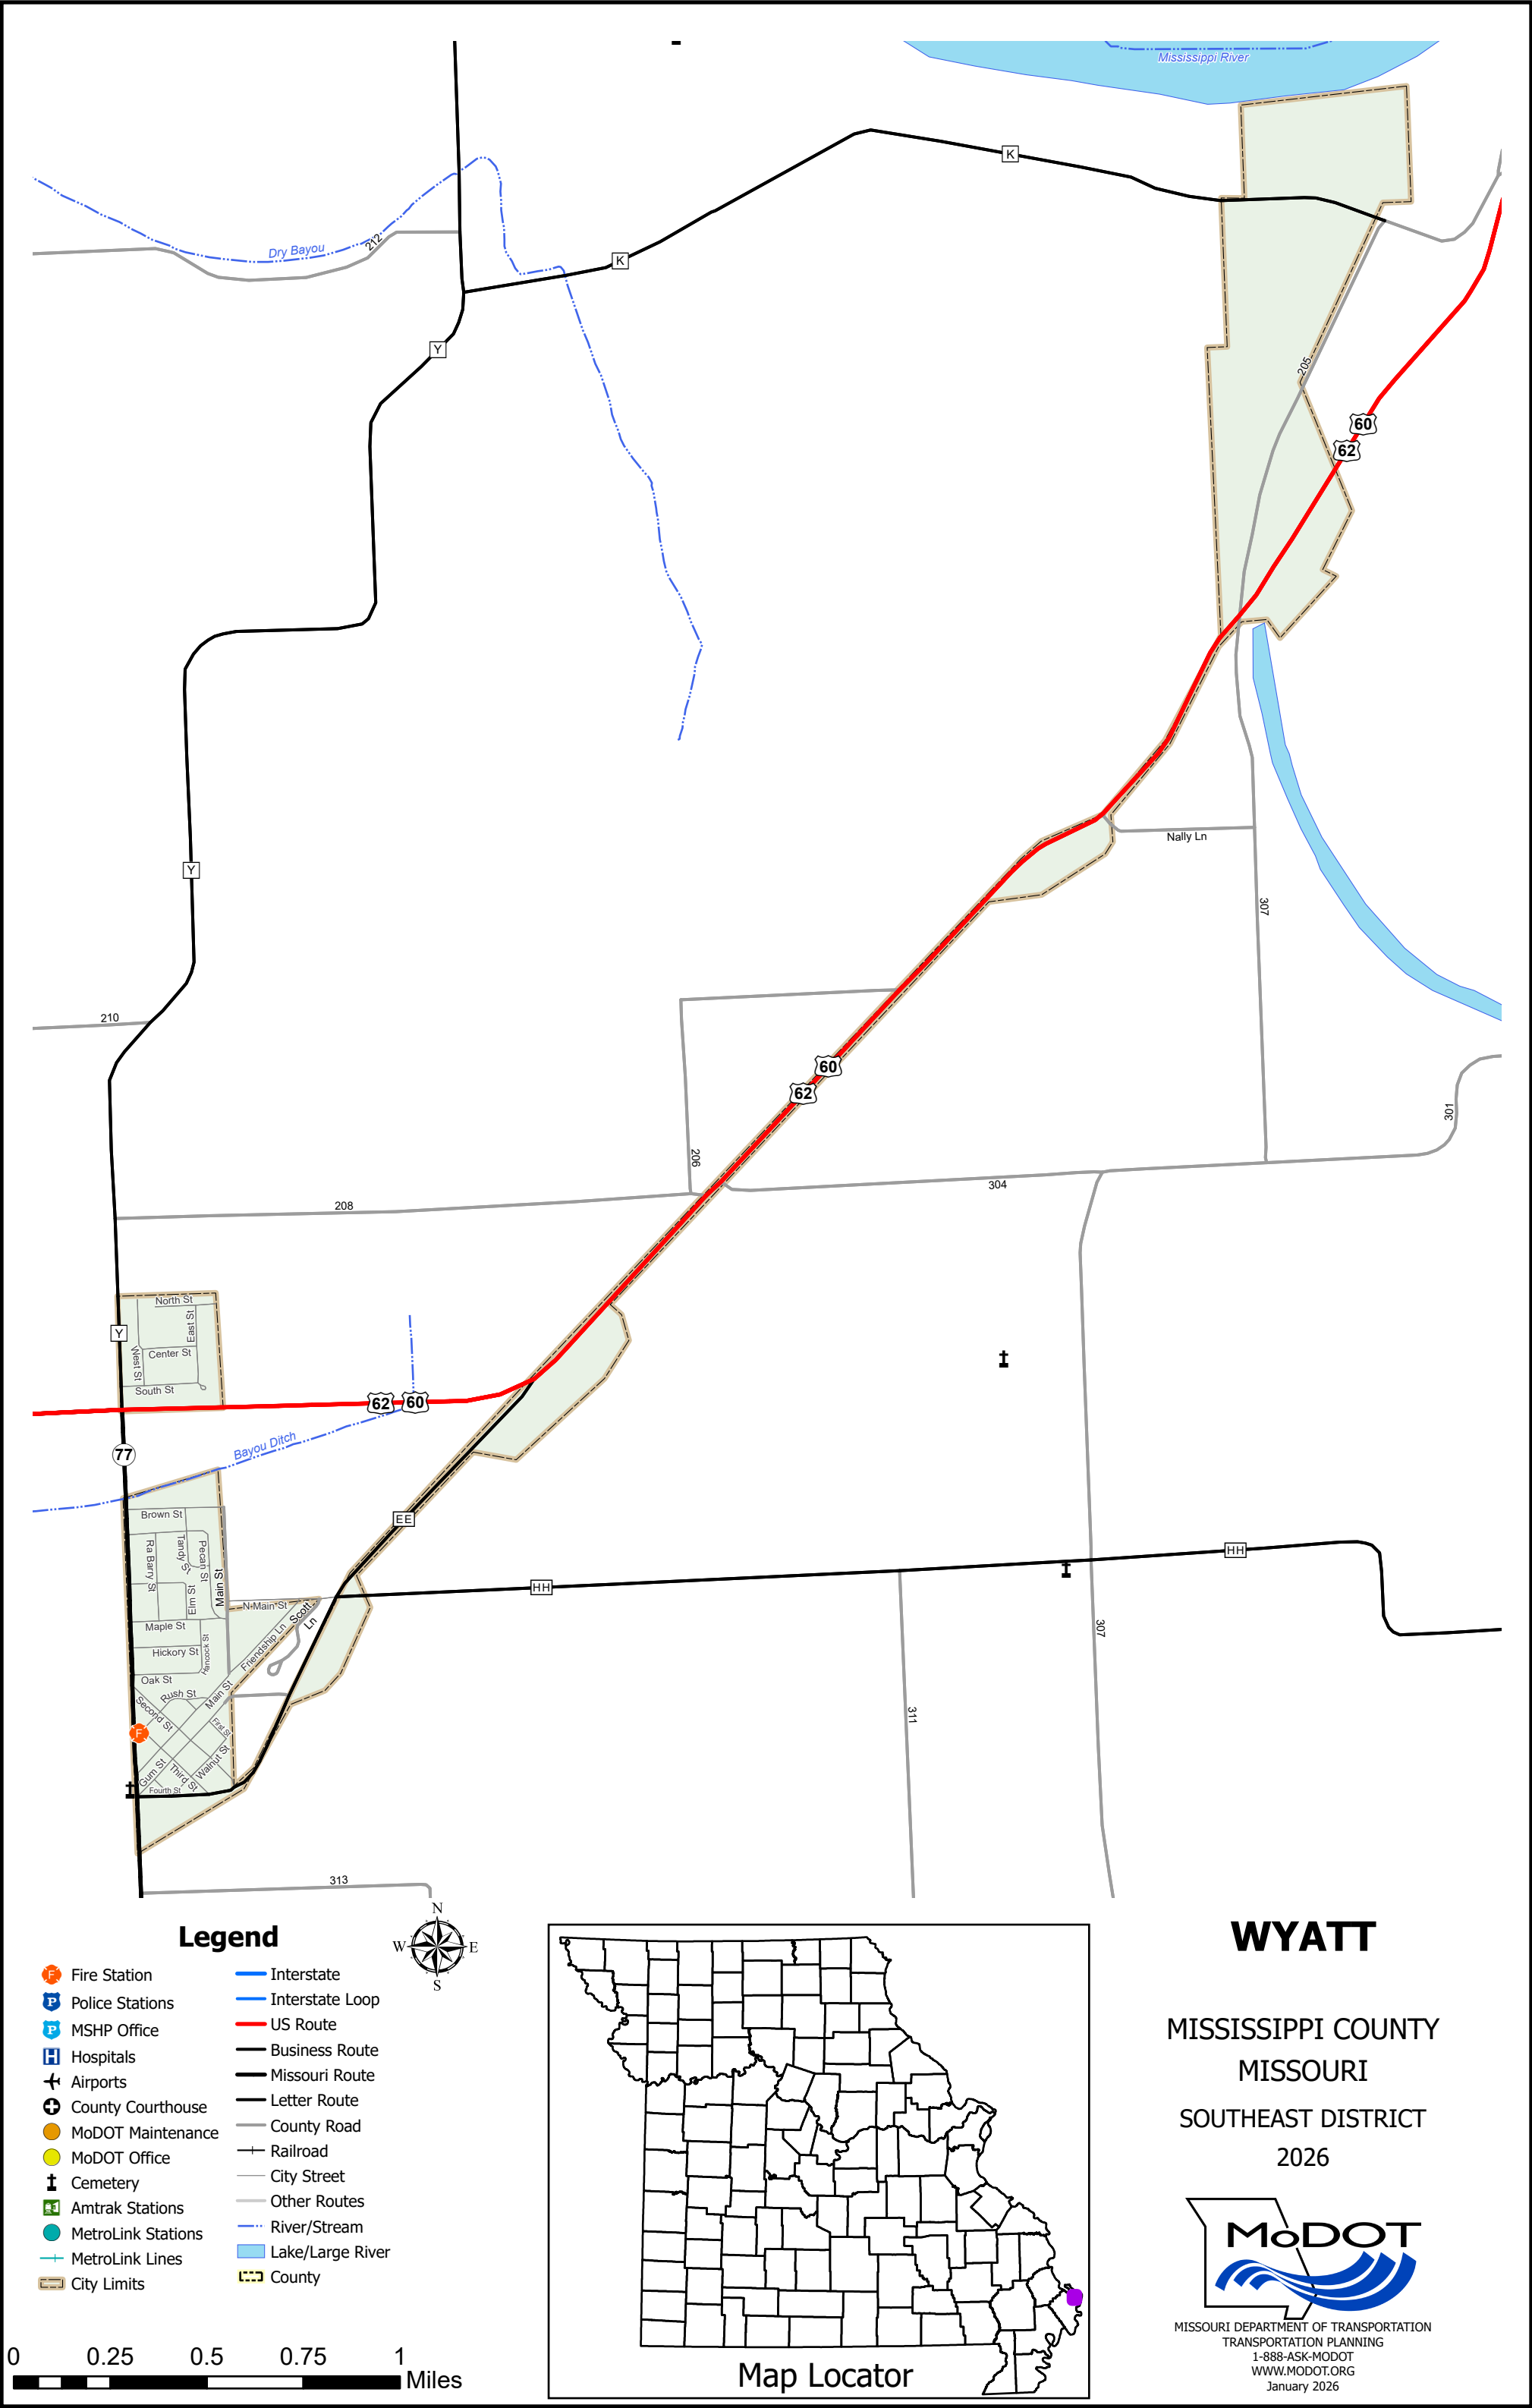 Mississippi River
K
K
Dry Bayou
212
Y
205
60
62
Nally Ln
307
Y
210
60
62
301
206
304
208
North St
East St
Y
West St
Center St
South St
62
60
77
Bayou Ditch
Brown St
EE
Ra Barry St
Tandy St
Pecan St
Main St
Elm St
HH
HH
N Main St
Scott Ln
Maple St
Friendship Ln
Hickory St
Hancock St
307
Oak St
Rush St
Main St
Second St
First St
311
F
Gum St
Third St
Walnut St
Fourth St
313
Legend
N
W
E
S
F Fire Station
P Police Stations
P MSHP Office
H Hospitals
Airports
County Courthouse
MoDOT Maintenance
MoDOT Office
Cemetery
Amtrak Stations
MetroLink Stations
MetroLink Lines
City Limits
Interstate
Interstate Loop
US Route
Business Route
Missouri Route
Letter Route
County Road
Railroad
City Street
Other Routes
River/Stream
Lake/Large River
County
0 0.25 0.5 0.75 1
Miles
Map Locator
WYATT
MISSISSIPPI COUNTY
MISSOURI
SOUTHEAST DISTRICT
2026
MoDOT
MISSOURI DEPARTMENT OF TRANSPORTATION
TRANSPORTATION PLANNING
1-888-ASK-MODOT
WWW.MODOT.ORG
January 2026